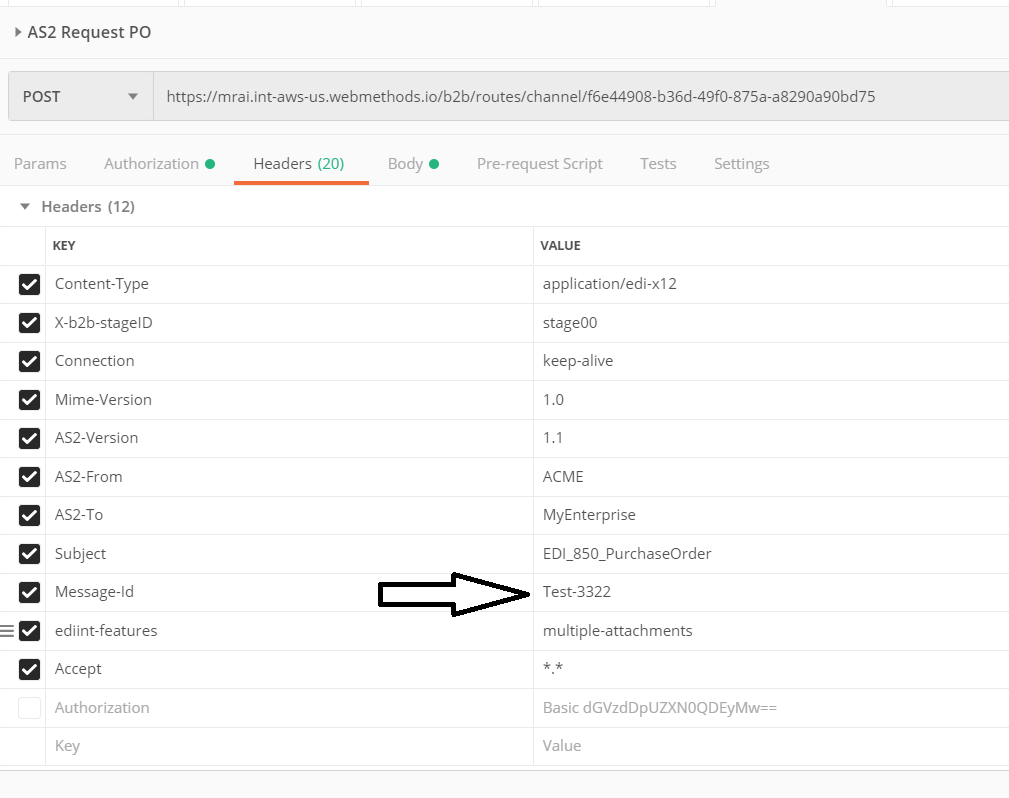 AS2 Request PO
POST https://mrai.int-aws-us.webmethods.io/b2b/routes/channel/f6e44908-b36d-49f0-875a-a8290a90bd75
Params Authorization Headers (20) Body Pre-request Script Tests Settings
Headers (12)
KEY VALUE
Content-Type application/edi-x12
X-b2b-stageID stage00
Connection keep-alive
Mime-Version 1.0
AS2-Version 1.1
AS2-From ACME
AS2-To MyEnterprise
Subject EDI_850_PurchaseOrder
Message-Id Test-3322
ediint-features multiple-attachments
Accept *.*
Authorization Basic dGVzdDpUZXN0QDEyMw==
Key Value